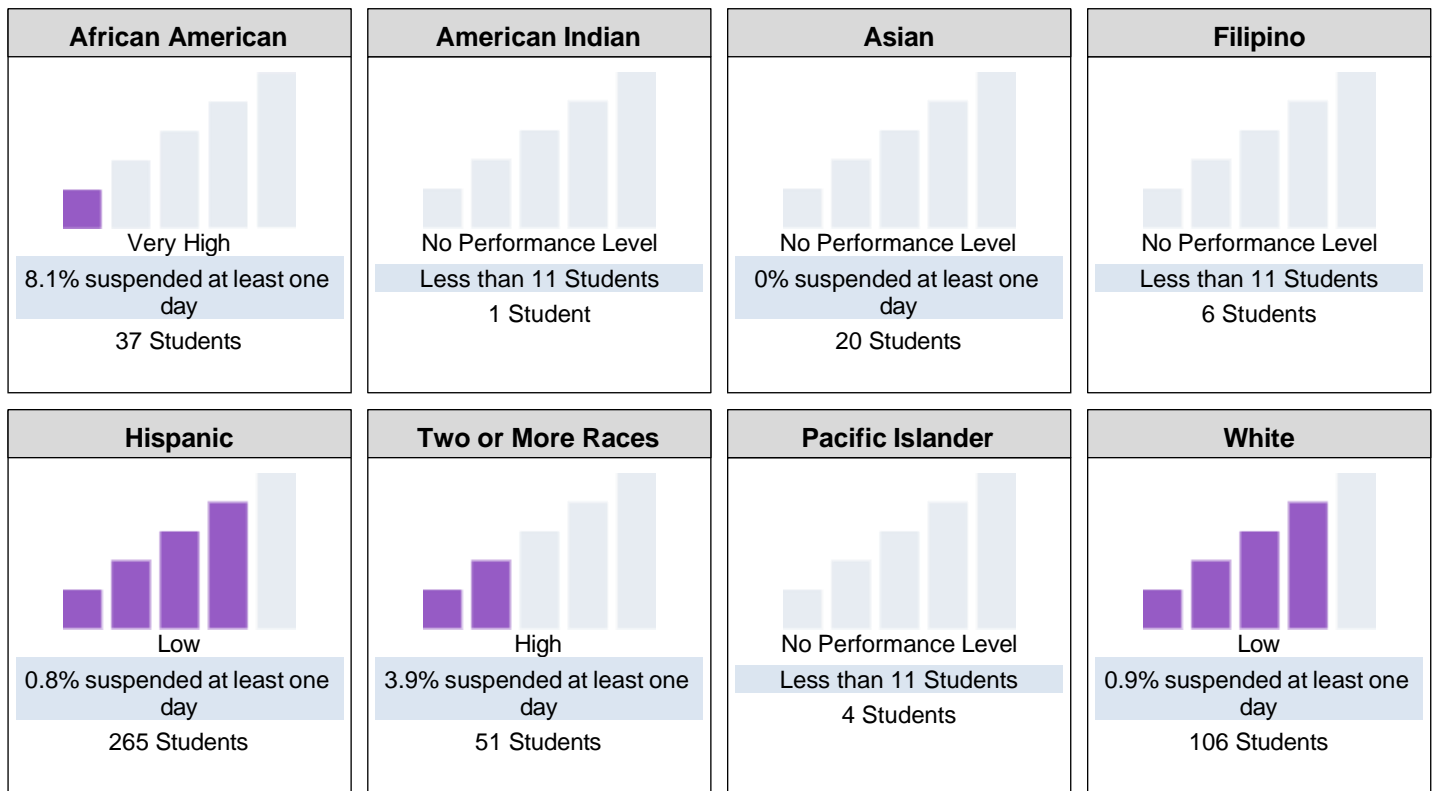 African American
Very High
8.1% suspended at least one
day
37 Students
American Indian
No Performance Level
Less than 11 Students
1 Student
Asian
No Performance Level
0% suspended at least one
day
20 Students
Filipino
No Performance Level
Less than 11 Students
6 Students
Hispanic
Low
0.8% suspended at least one
day
265 Students
Two or More Races
High
3.9% suspended at least one
day
51 Students
Pacific Islander
No Performance Level
Less than 11 Students
4 Students
White
Low
0.9% suspended at least one
day
106 Students